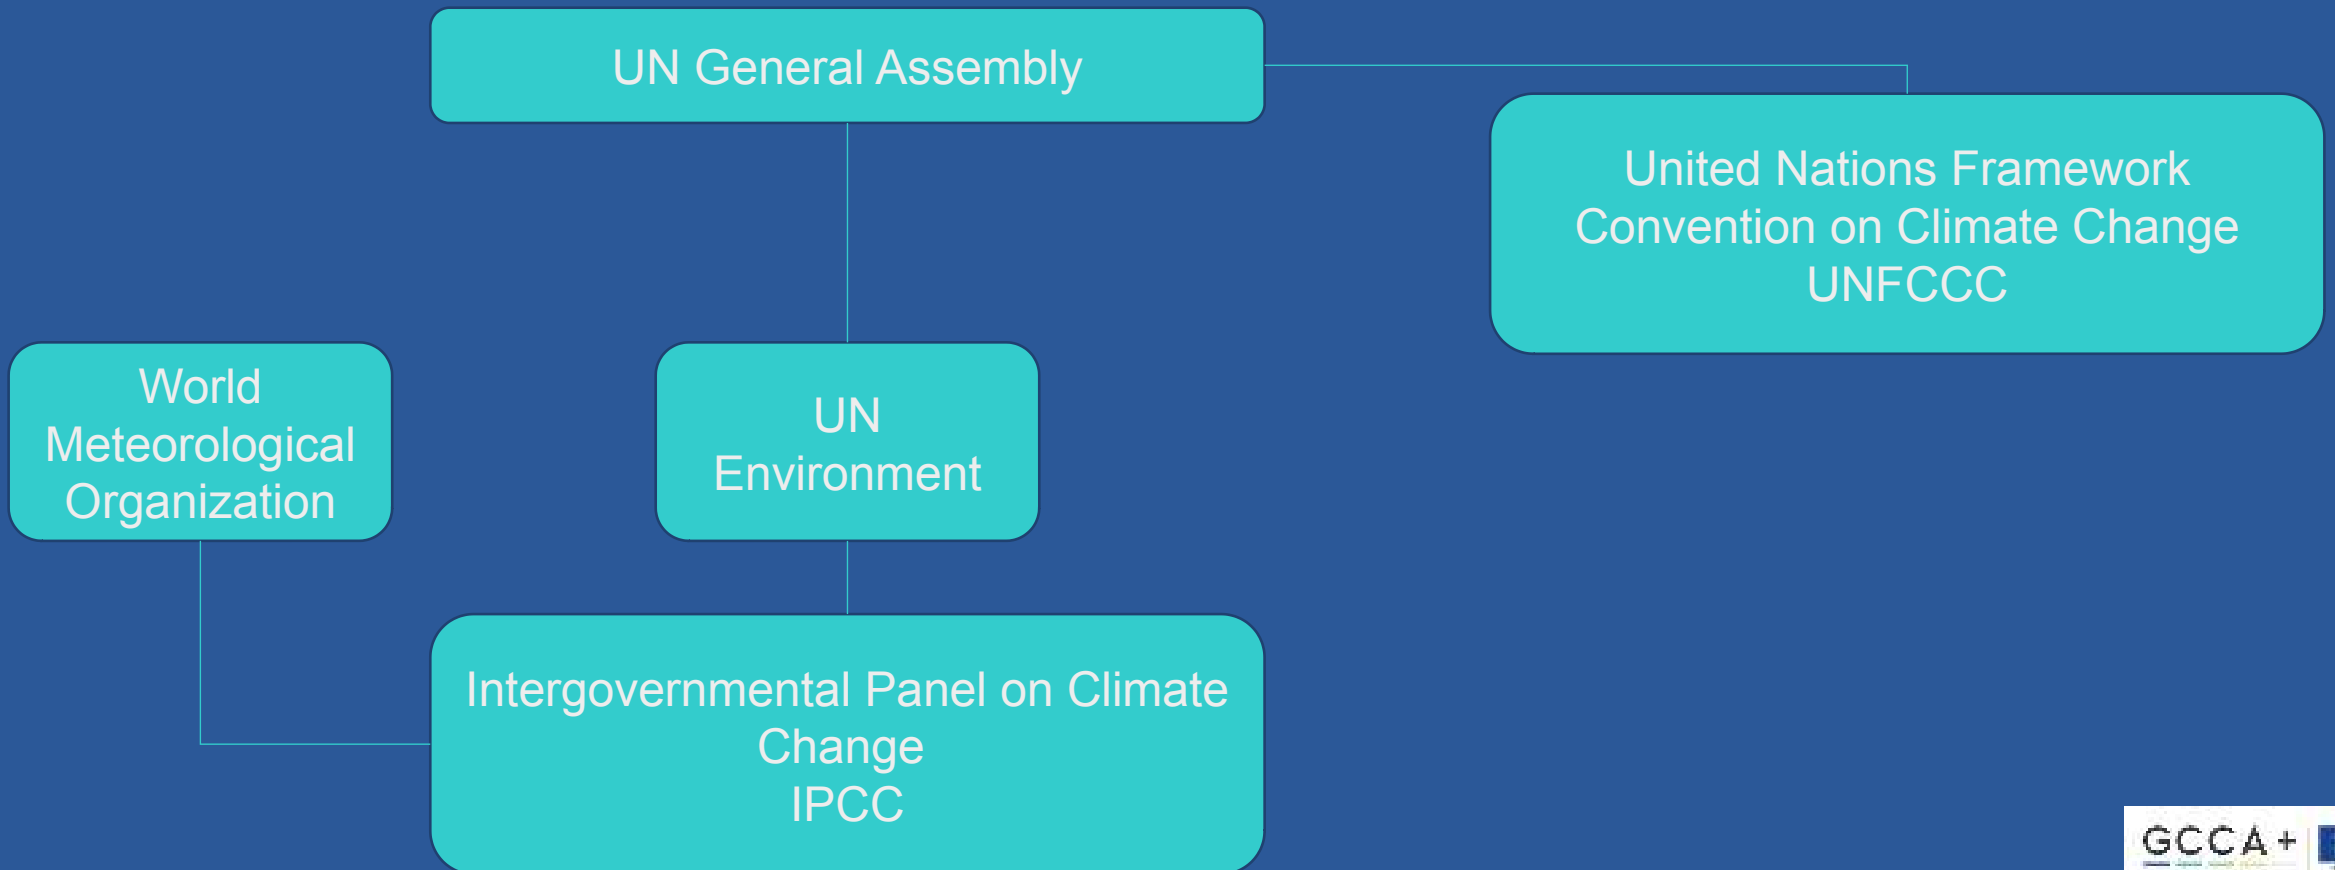 UN General Assembly
United Nations Framework
Convention on Climate Change
UNFCCC
World
Meteorological
Organization
UN
Environment
Intergovernmental Panel on Climate
Change
IPCC
GCCA+